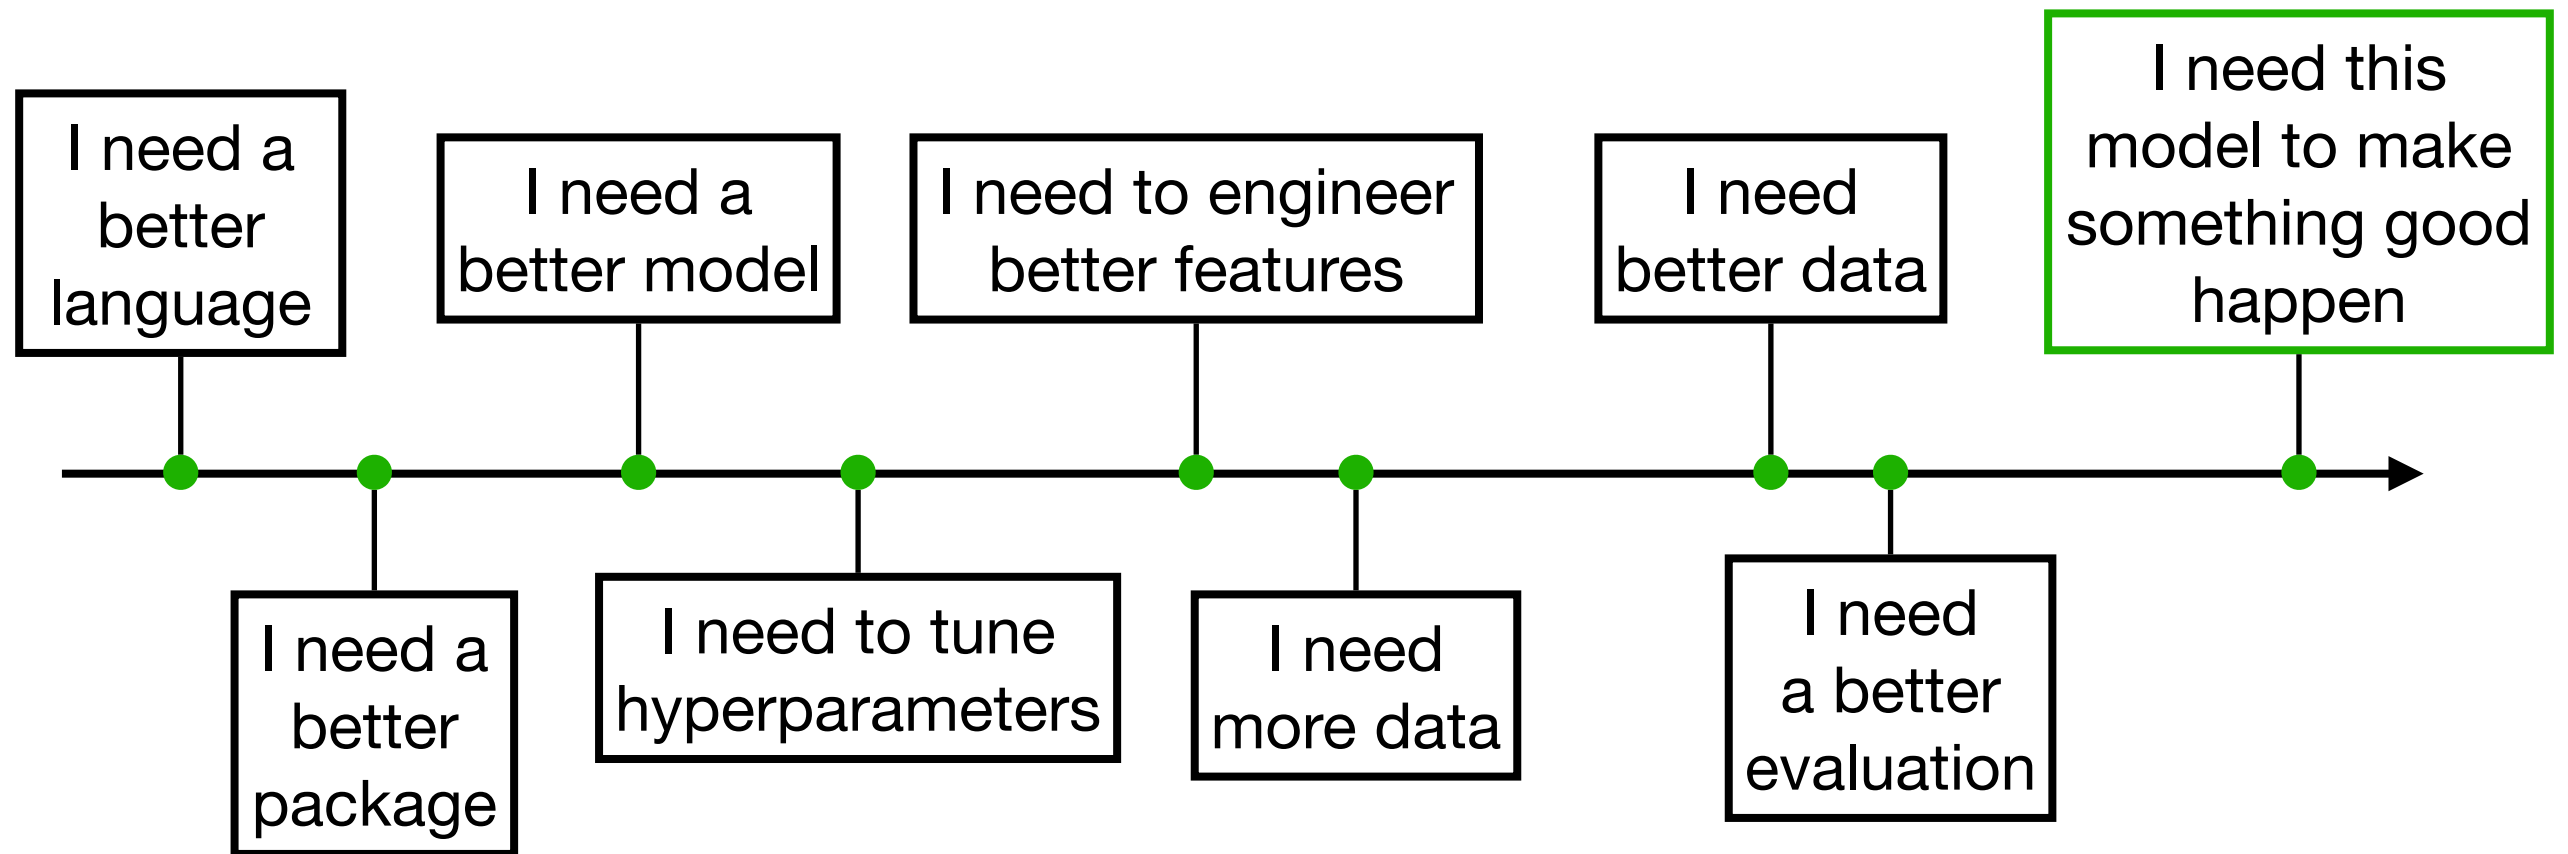 I need a
better
language
I need a
better
package
I need a
better model
I need to tune
hyperparameters
I need to engineer
better features
I need
more data
I need
better data
I need
a better
evaluation
I need this
model to make
something good
happen